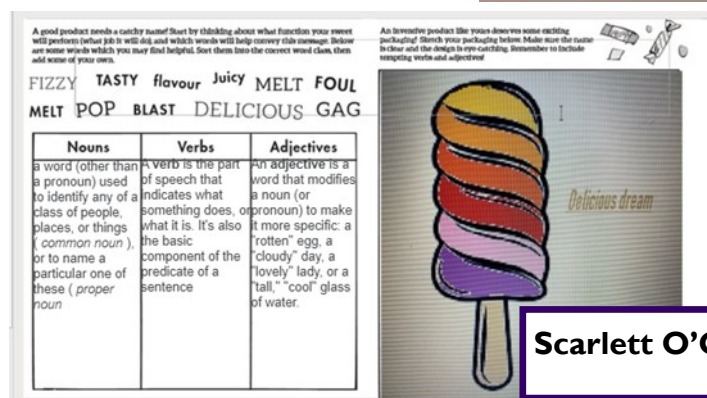 A good product needs a catchy name! Start by thinking about what function your sweet
will perform (what job it will do), and which words will help convey this message. Below
are some words which you may find helpful. Sort them into the correct word class, then
add some of your own.
FIZZY TASTY flavour Juicy MELT FOUL
MELT POP BLAST DELICIOUS GAG
Nouns
a word (other than
a pronoun) used
to identify any of a
class of people,
places, or things
( common noun ),
or to name a
particular one of
these ( proper
noun
Verbs
A verb is the part
of speech that
indicates what
something does, or
what it is. It's also
the basic
component of the
predicate of a
sentence
Adjectives
An adjective is a
word that modifies
a noun (or
pronoun) to make
it more specific: a
"rotten" egg, a
"cloudy" day, a
"lovely" lady, or a
"tall," "cool" glass
of water.
An inventive product like yours deserves some exciting
packaging! Sketch your packaging below. Make sure the name
is clear and the design is eye-catching. Remember to include
tempting verbs and adjectives!
Delicious dream
Scarlett O'